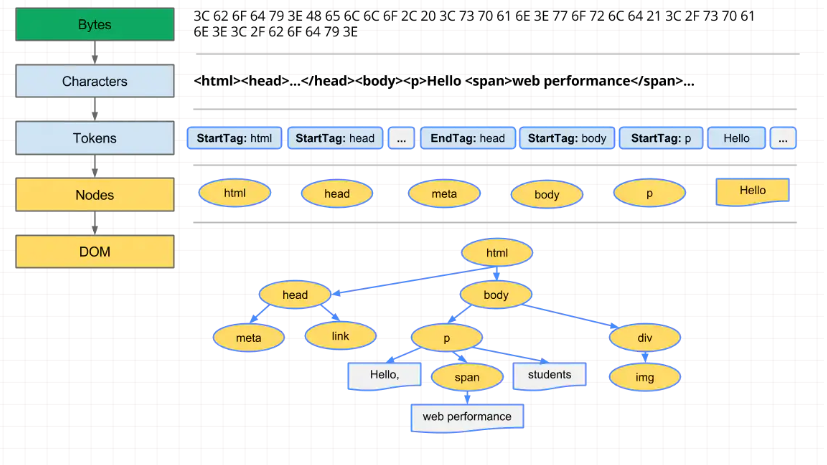 Bytes
3C 62 6F 64 79 3E 48 65 6C 6C 6F 2C 20 3C 73 70 61 6E 3E 77 6F 72 6C 64 21 3C 2F 73 70 61
6E 3E 3C 2F 62 6F 64 79 3E
Characters
<html><head>...</head><body><p>Hello <span>web performance</span>...
Tokens
StartTag: html StartTag: head ... EndTag: head StartTag: body StartTag: p Hello ...
Nodes
html head meta body p Hello
DOM
html
head body
meta link p div
Hello, span students img
web performance